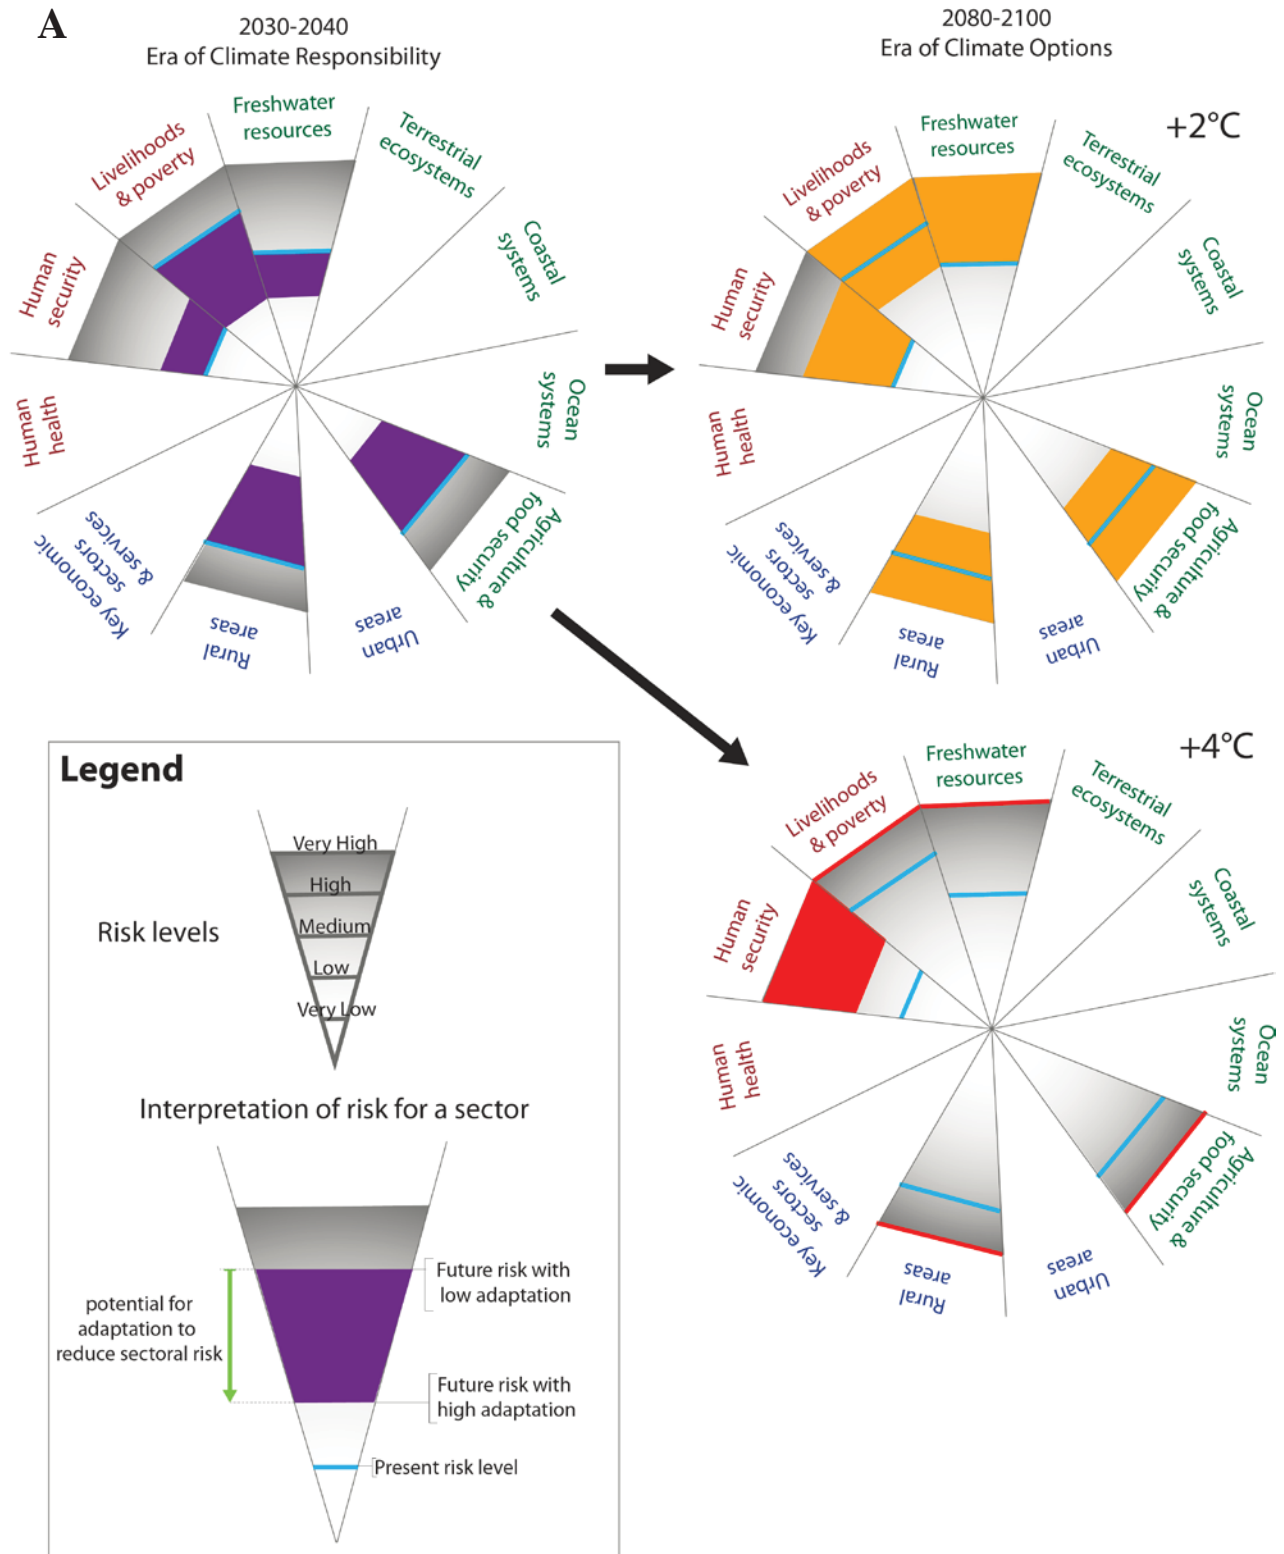 A
2030-2040
Era of Climate Responsibility
Freshwater
resources
Terrestrial
ecosystems
Coastal
systems
Ocean
systems
Agriculture &
food security
Urban
areas
Rural
areas
Key economic
sectors
& services
Human
health
Human
security
Livelihoods
& poverty
2080-2100
Era of Climate Options
+2°C
Freshwater
resources
Terrestrial
ecosystems
Coastal
systems
Ocean
systems
Agriculture &
food security
Urban
areas
Rural
areas
Key economic
sectors
& services
Human
health
Human
security
Livelihoods
& poverty
+4°C
Freshwater
resources
Terrestrial
ecosystems
Coastal
systems
Ocean
systems
Agriculture &
food security
Urban
areas
Rural
areas
Key economic
sectors
& services
Human
health
Human
security
Livelihoods
& poverty
Legend
Risk levels
Very High
High
Medium
Low
Very Low
Interpretation of risk for a sector
potential for
adaptation to
reduce sectoral risk
Future risk with
low adaptation
Future risk with
high adaptation
Present risk level